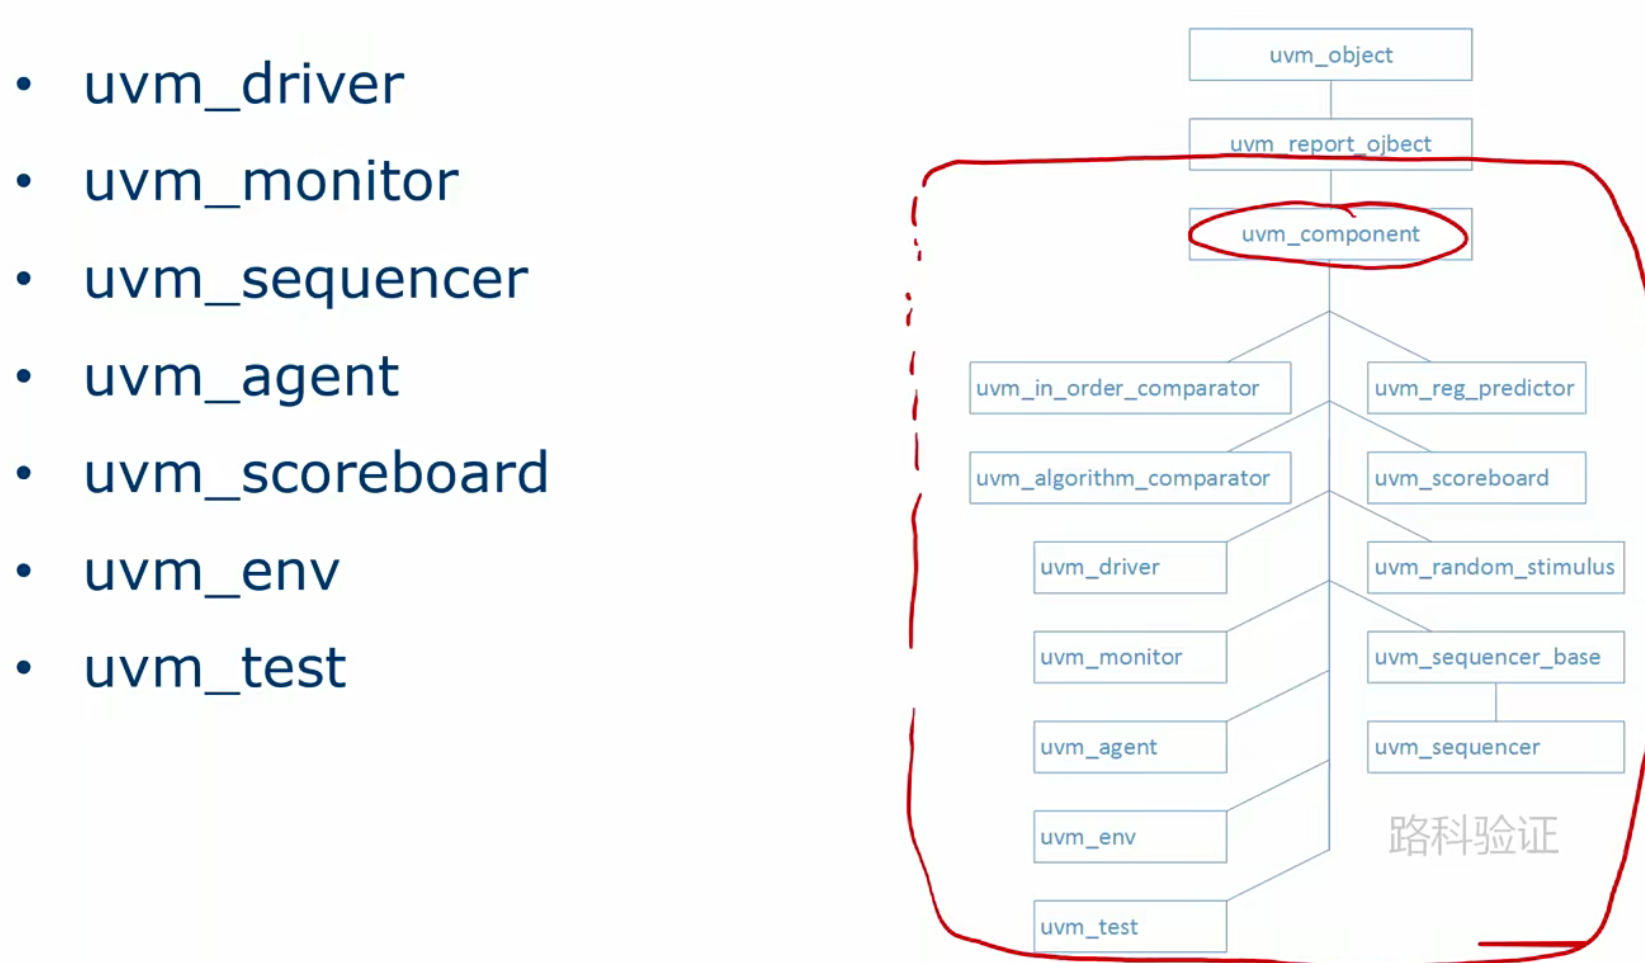 • uvm_driver
• uvm_monitor
• uvm_sequencer
• uvm_agent
• uvm_scoreboard
• uvm_env
• uvm_test
uvm_object
uvm_report_ojbect
uvm_component
uvm_in_order_comparator
uvm_reg_predictor
uvm_algorithm_comparator
uvm_scoreboard
uvm_driver
uvm_random_stimulus
uvm_monitor
uvm_sequencer_base
uvm_agent
uvm_sequencer
uvm_env
路科验证
uvm_test